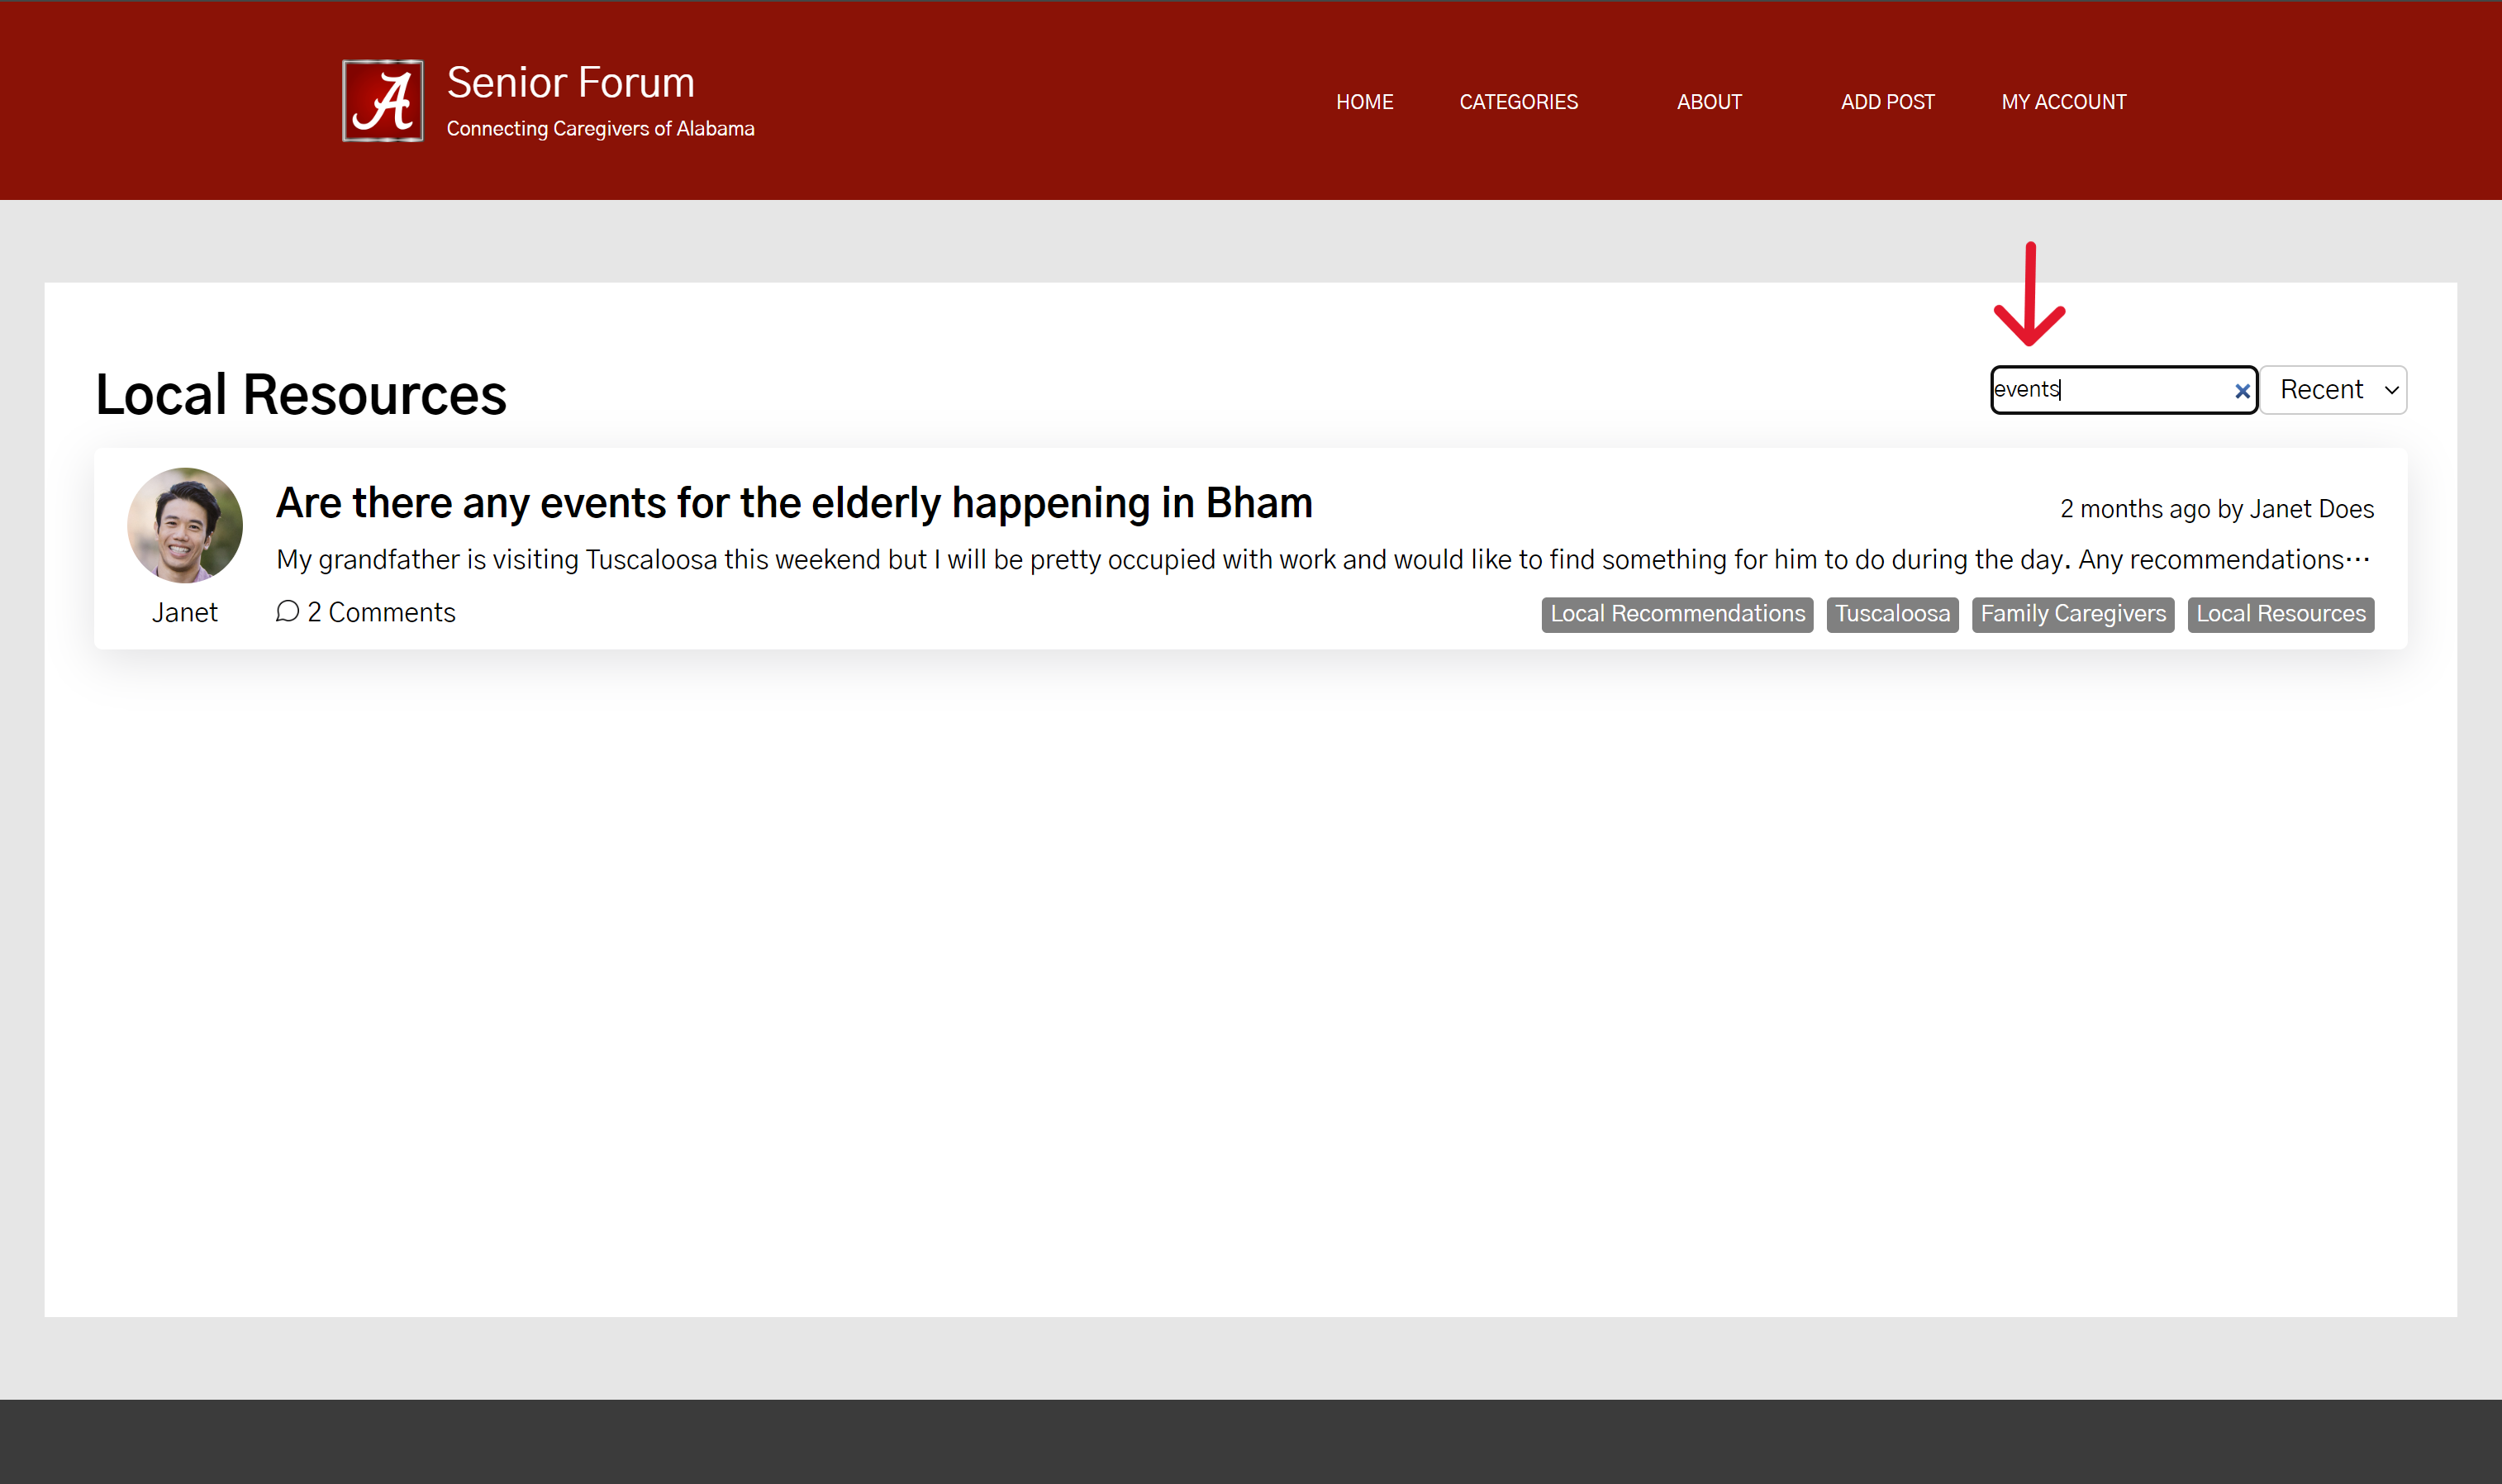 A
Senior Forum
Connecting Caregivers of Alabama
HOME CATEGORIES ABOUT ADD POST MY ACCOUNT
Local Resources
events
Recent
Are there any events for the elderly happening in Bham
2 months ago by Janet Does
My grandfather is visiting Tuscaloosa this weekend but I will be pretty occupied with work and would like to find something for him to do during the day. Any recommendations...
Janet
2 Comments
Local Recommendations Tuscaloosa Family Caregivers Local Resources